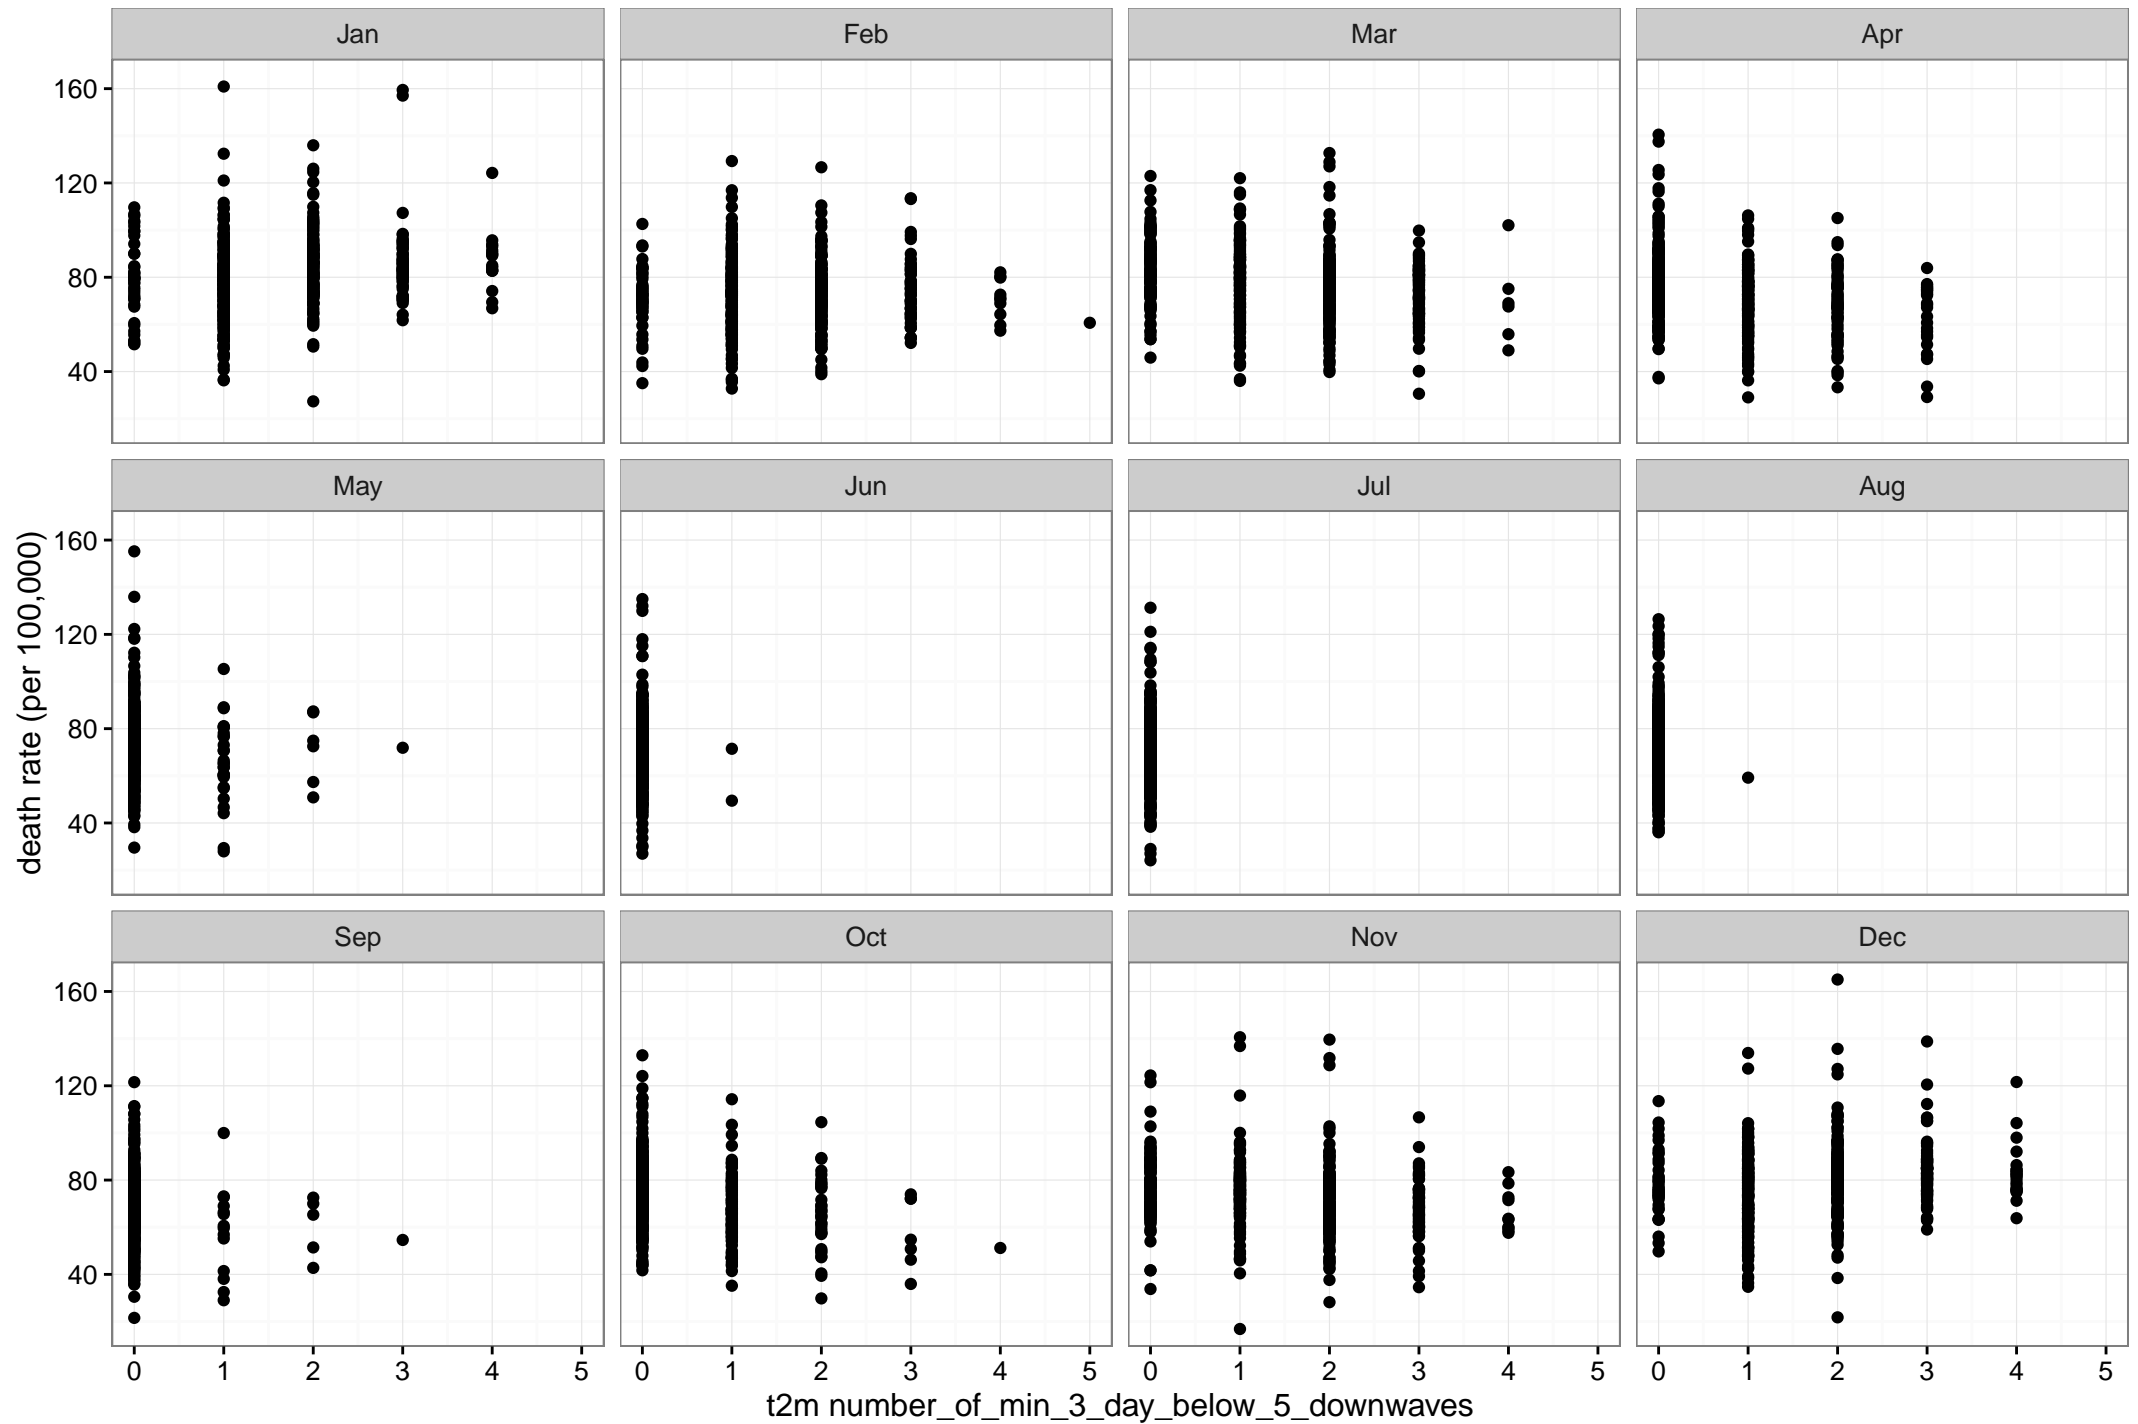 Jan Feb Mar Apr
160
120
80
40
May Jun Jul Aug
160
120
80
40
death rate (per 100,000)
Sep Oct Nov Dec
160
120
80
40
0 1 2 3 4 5 0 1 2 3 4 5 0 1 2 3 4 5 0 1 2 3 4 5
t2m number_of_min_3_day_below_5_downwaves